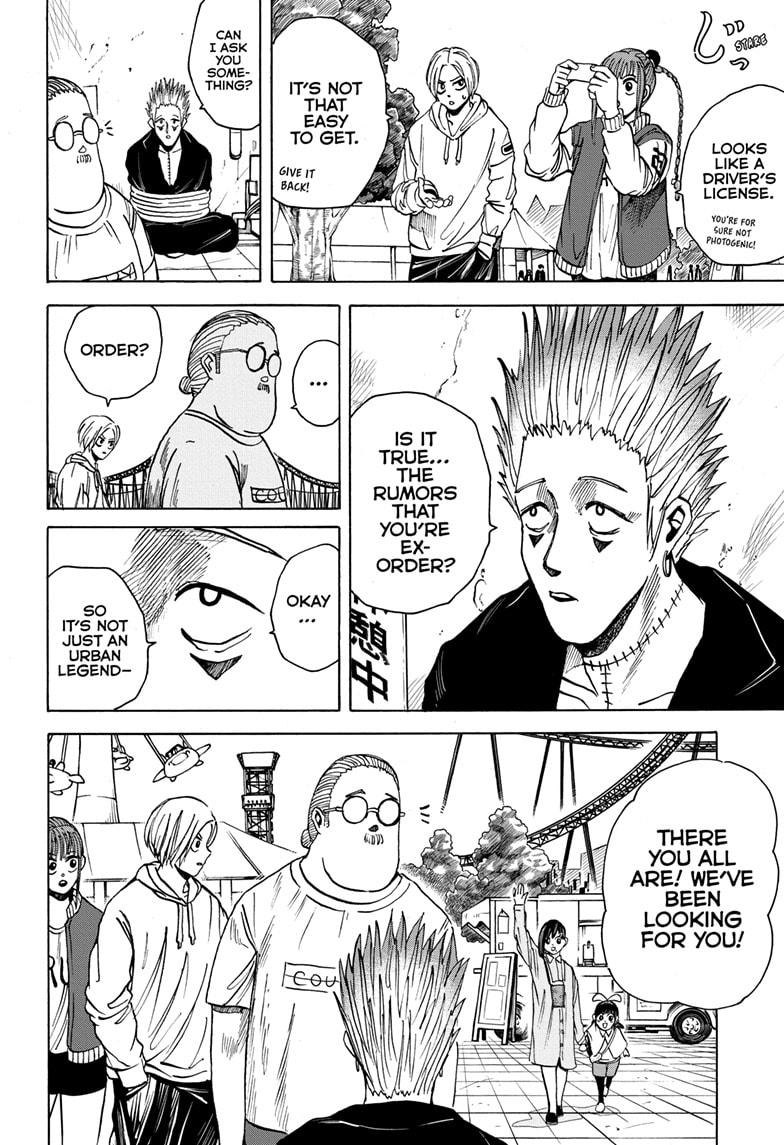 DD
STARE
LOOKS
LIKE A
DRIVER'S
LICENSE.
YOU'RE FOR
SURE NOT
PHOTOGENIC!
IT'S NOT
THAT
EASY
TO GET.
GIVE IT
BACK!
CAN I
ASK
YOU
SOME-
THING?
IS IT
TRUE...
THE
RUMORS
THAT
YOU'RE
EX-
ORDER?
憩
中
...
ORDER?
COU
OKAY
...
SO
IT'S NOT
JUST AN
URBAN
LEGEND—
THERE
YOU ALL
ARE! WE'VE
BEEN
LOOKING
FOR YOU!
COU